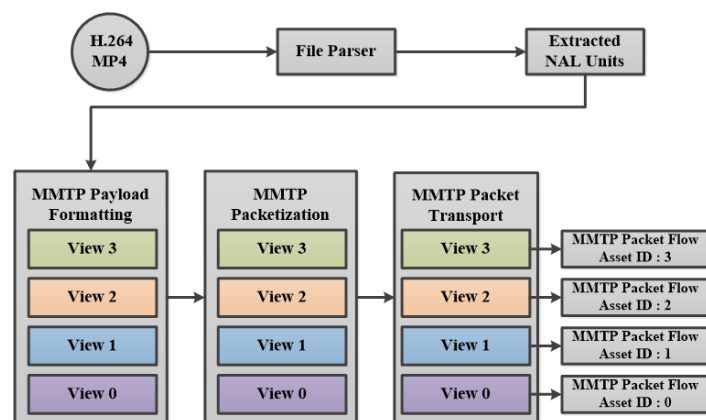 H.264
MP4
File Parser
Extracted
NAL Units
MMTP Payload
Formatting
View 3
View 2
View 1
View 0
MMTP
Packetization
View 3
View 2
View 1
View 0
MMTP Packet
Transport
View 3
View 2
View 1
View 0
MMTP Packet Flow
Asset ID : 3
MMTP Packet Flow
Asset ID : 2
MMTP Packet Flow
Asset ID : 1
MMTP Packet Flow
Asset ID : 0